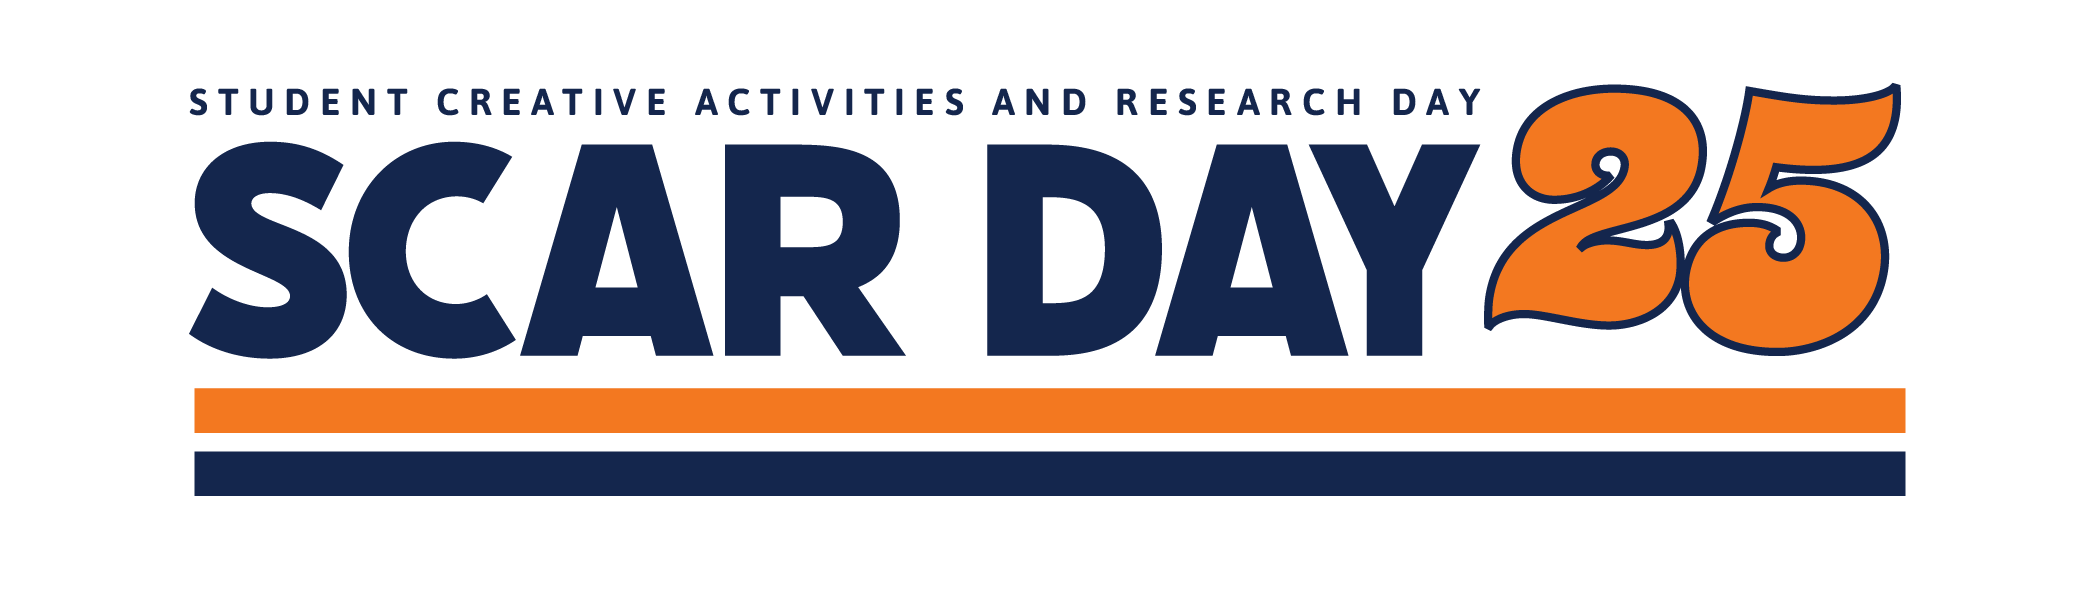 STUDENT CREATIVE ACTIVITIES AND RESEARCH DAY
SCAR DAY 25